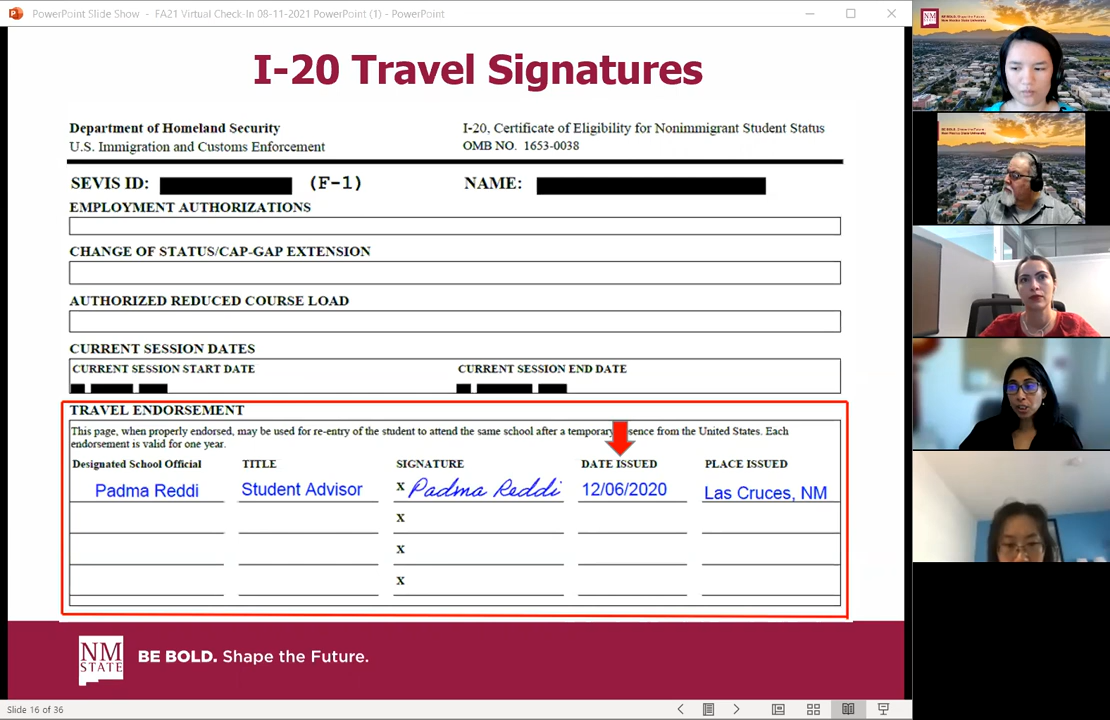 PowerPoint Slide Show - FA21 Virtual Check-In 08-11-2021 PowerPoint (1) - PowerPoint
I-20 Travel Signatures
Department of Homeland Security
U.S. Immigration and Customs Enforcement
I-20, Certificate of Eligibility for Nonimmigrant Student Status
OMB NO. 1653-0038
SEVIS ID: (F-1) NAME:
EMPLOYMENT AUTHORIZATIONS
CHANGE OF STATUS/CAP-GAP EXTENSION
AUTHORIZED REDUCED COURSE LOAD
CURRENT SESSION DATES
CURRENT SESSION START DATE CURRENT SESSION END DATE
TRAVEL ENDORSEMENT
This page, when properly endorsed, may be used for re-entry of the student to attend the same school after a temporary from the United States. Each
endorsement is valid for one year.
Designated School Official TITLE SIGNATURE DATE ISSUED PLACE ISSUED
Padma Reddi Student Advisor X Padma Reddi 12/06/2020 Las Cruces, NM
X
X
X
NM
STATE
BE BOLD. Shape the Future.
Slide 16 of 36